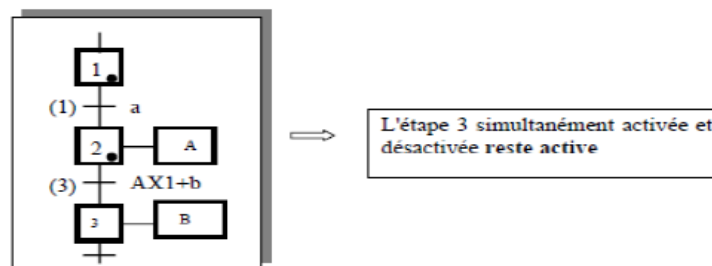 1
(1) a
2 A
(3) AX1+b
3 B
L'étape 3 simultanément activée et
désactivée reste active